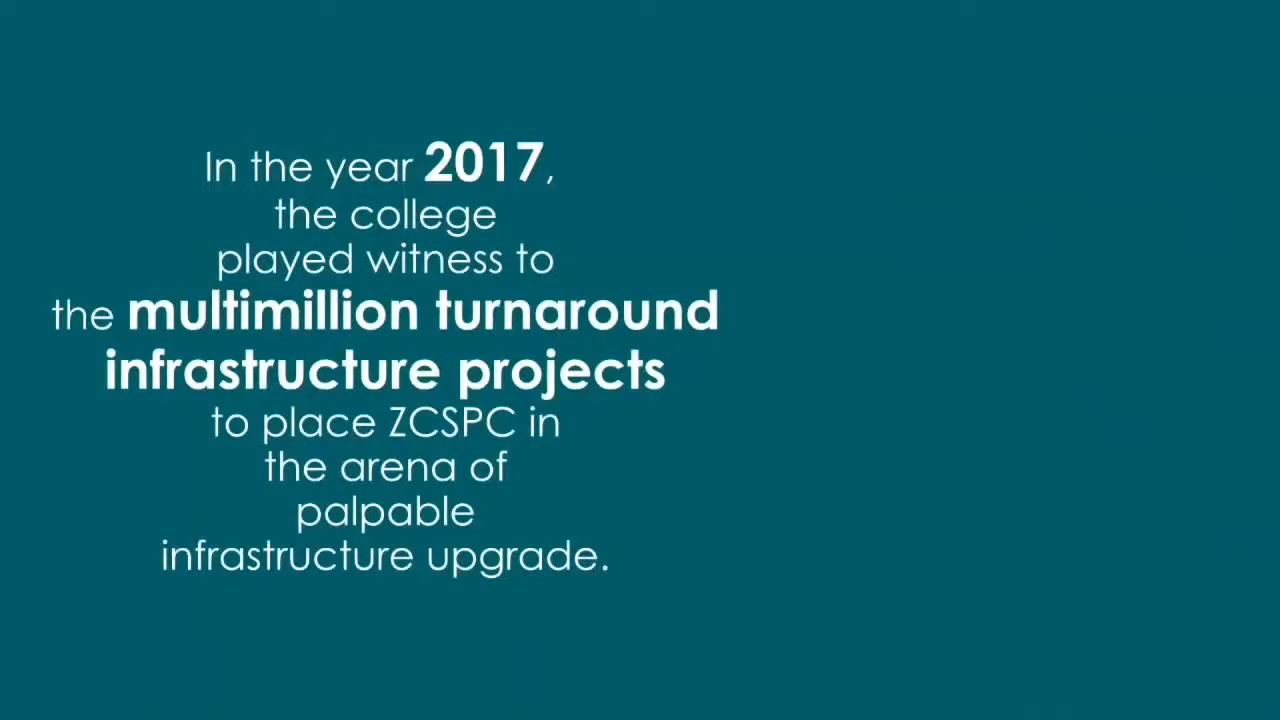 In the year 2017,
the college
played witness to
the multimillion turnaround
infrastructure projects
to place ZCSPC in
the arena of
palpable
infrastructure upgrade.